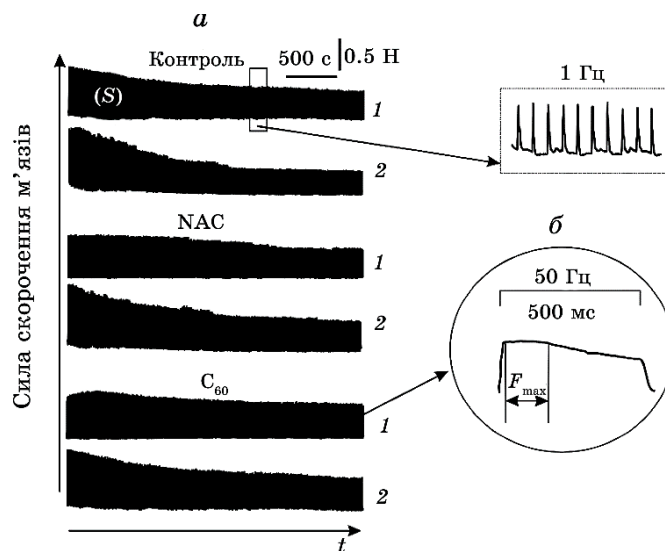 а
Контроль
500 с
0.5 Н
(S)
1
2
NAC
1
2
C₆₀
1
2
Сила скорочення м’язів
t
1 Гц
б
50 Гц
500 мс
Fmax